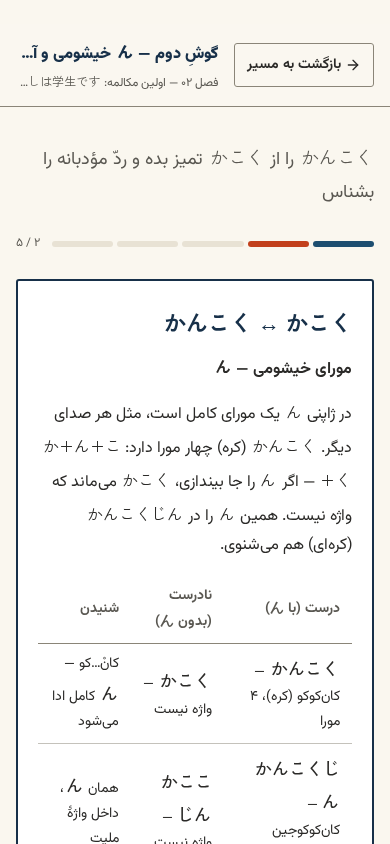 → بازگشت به مسیر
گوشِ دوم — ん خیشومی و آ...
فصل ۰۲ — اولین مکالمه: しは学生です...
かんこく را از かこく تمیز بده و ردّ مؤدبانه را
بشناس
۵ / ۲
かんこく ↔ かこく
مورای خیشومی — ん
در ژاپنی ん یک مورای کامل است، مثل هر صدای
دیگر. かんこく (کره) چهار مورا دارد: か+ん+こ
+く — اگر ん را جا بیندازی، かこく می‌ماند که
واژه نیست. همین ん را در かんこくじん
(کره‌ای) هم می‌شنوی.
درست (با ん)
نادرست
(بدون ん)
شنیدن
かんこく –
کان‌کوکو (کره)، ۴
مورا
かこく –
واژه نیست
کانْ…کو —
ん کامل ادا
می‌شود
かんこくじ
ん –
کان‌کوکوجین
かここ
じん –
واژه نیست
همان ん،
داخل واژهٔ
ملیت